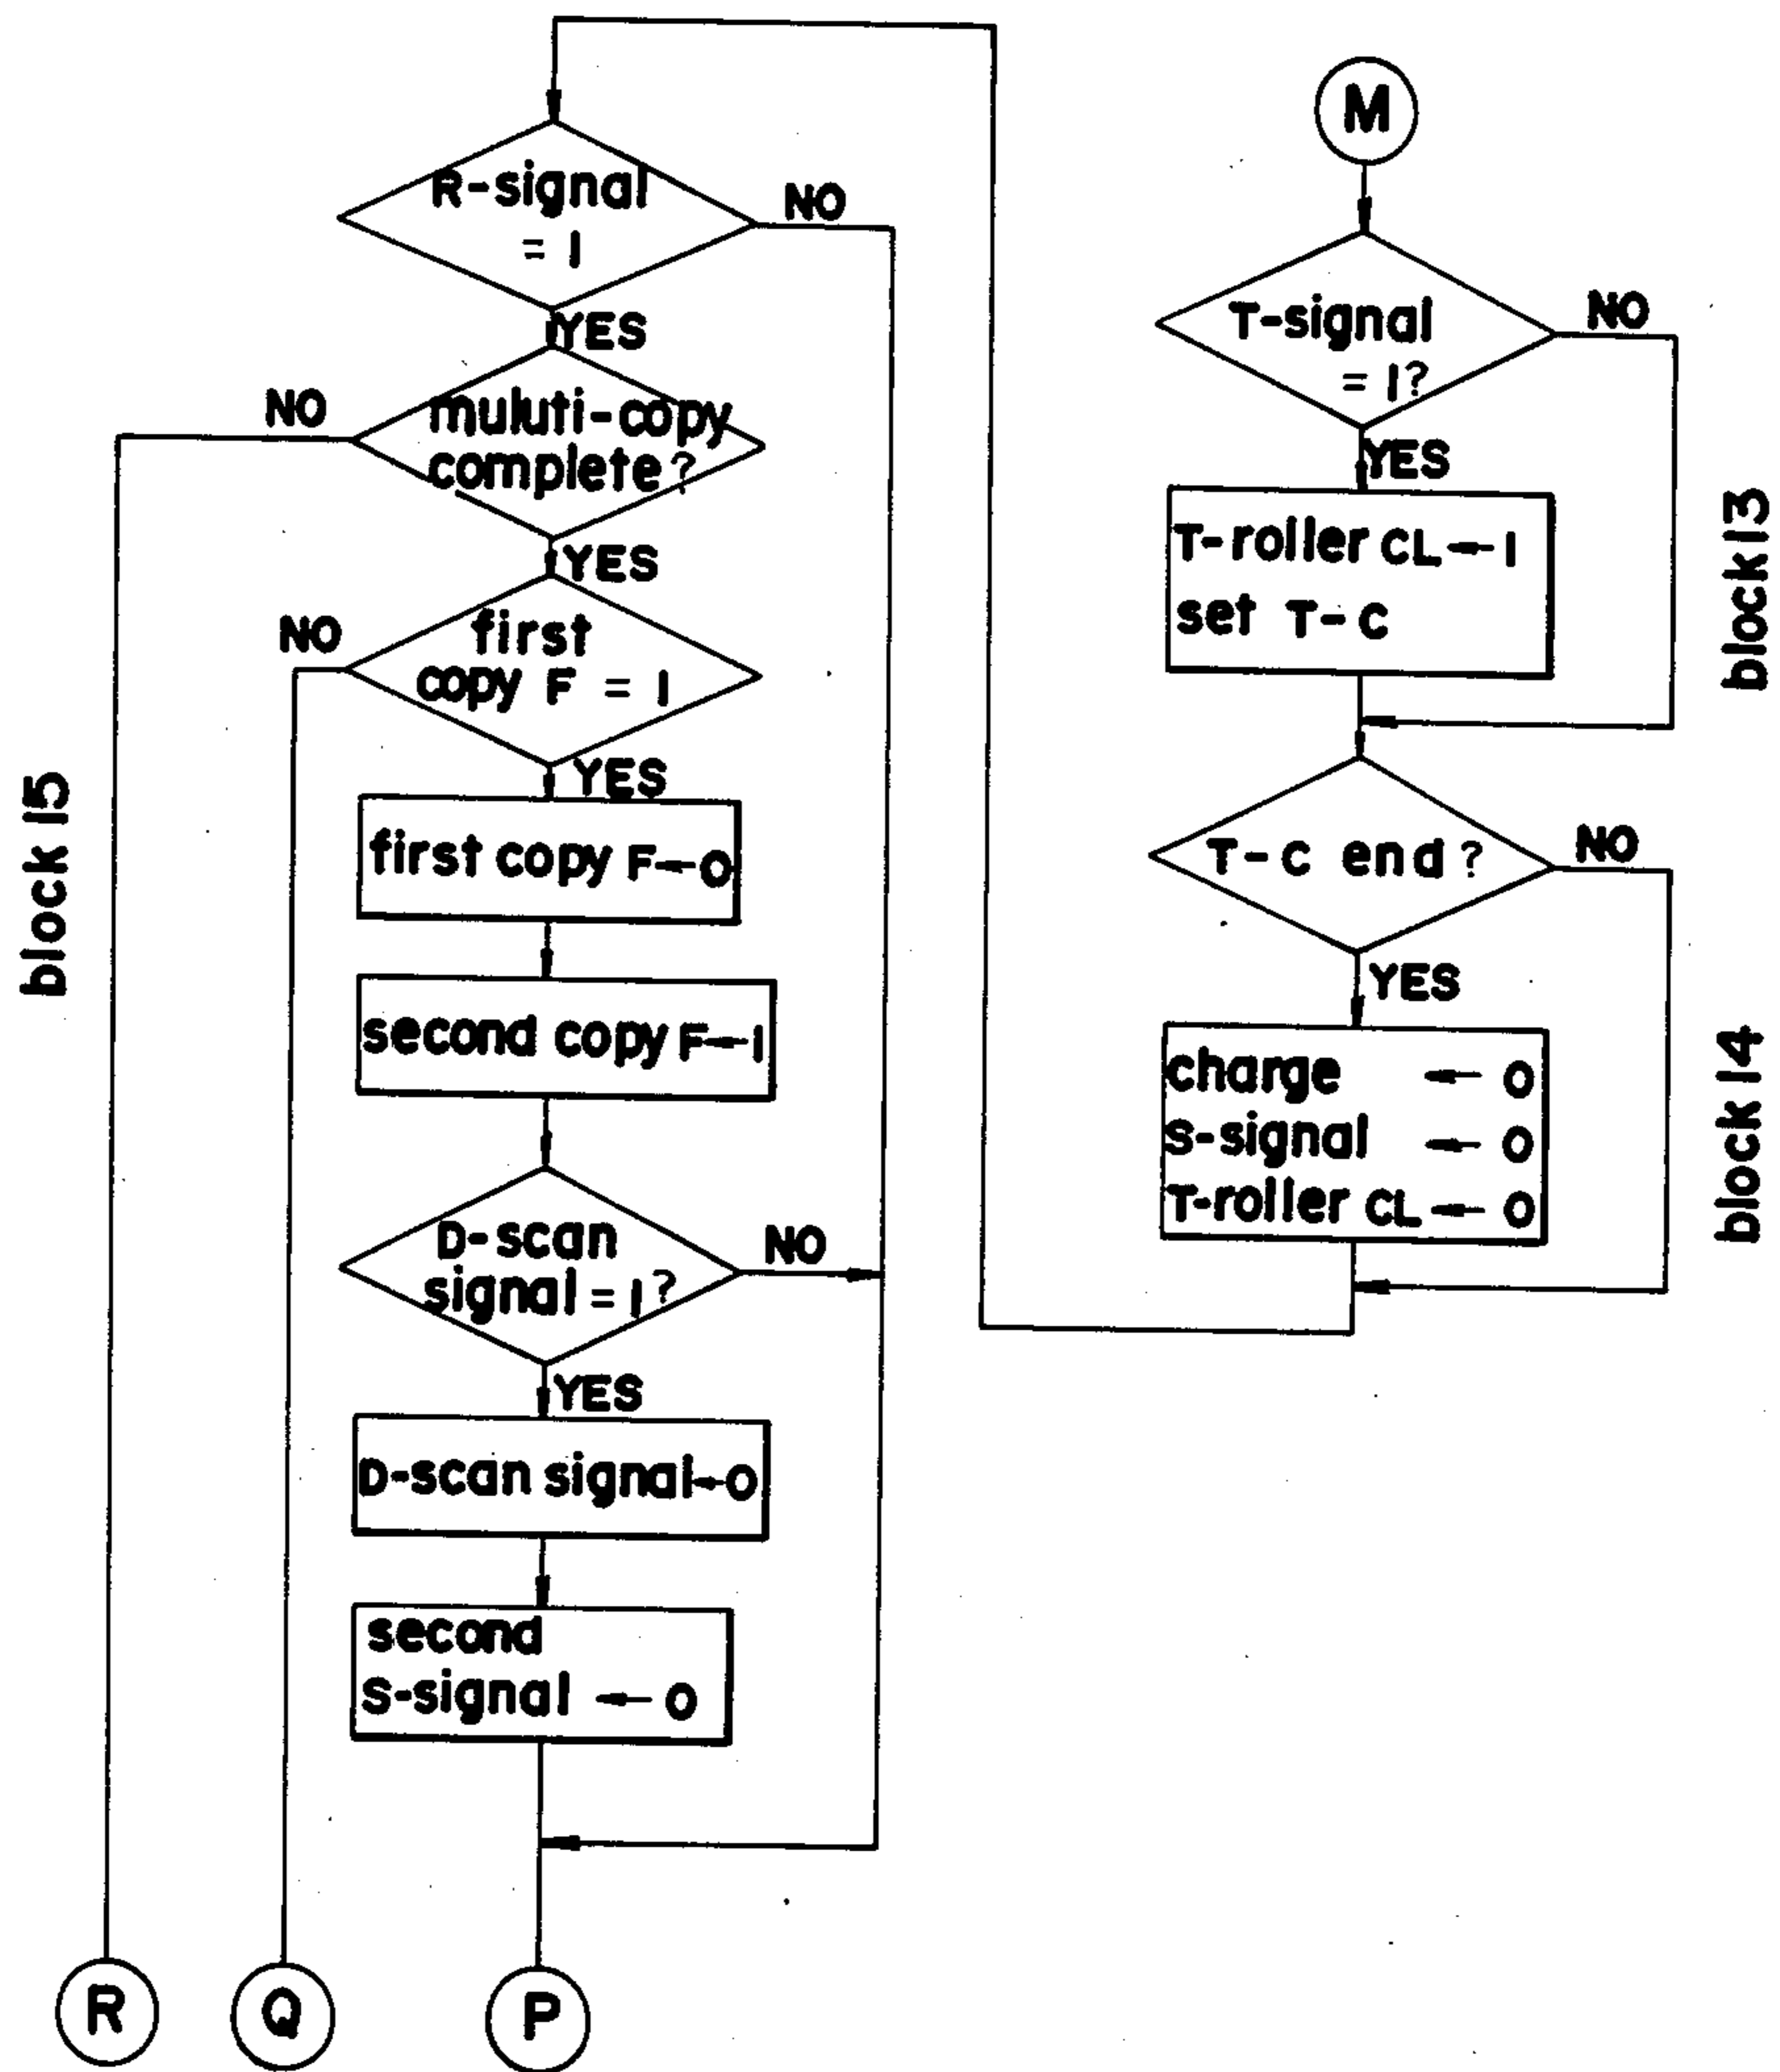 M
T-signal
= 1?
NO
YES
T-roller CL←1
set T-C
block 13
T-C end?
NO
YES
charge ← 0
S-signal ← 0
T-roller CL ← 0
block 14
R-signal
= 1
NO
YES
muluti-copy
complete?
NO
YES
first
copy F = 1
NO
YES
first copy F←0
second copy F←1
D-scan
signal = 1?
NO
YES
D-scan signal←0
second
S-signal ← 0
block 15
R
Q
P